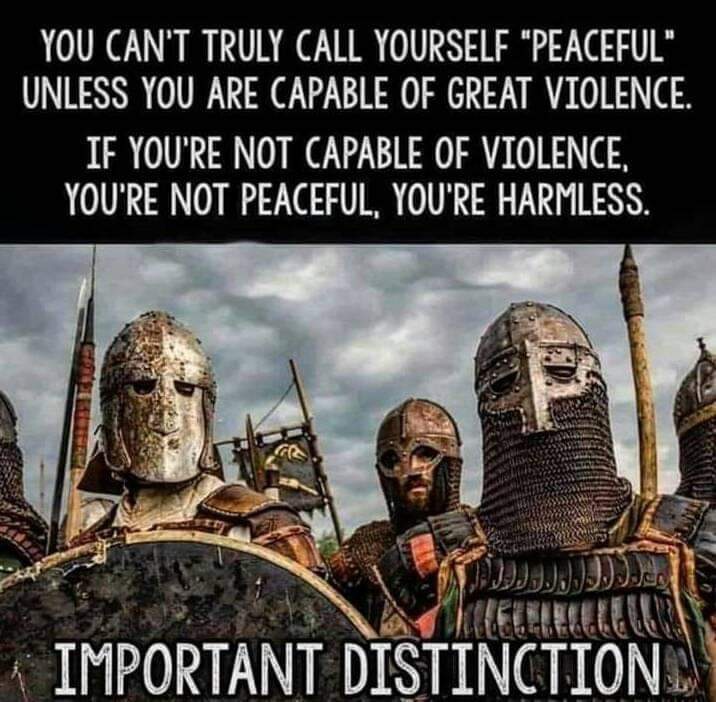 YOU CAN'T TRULY CALL YOURSELF "PEACEFUL"
UNLESS YOU ARE CAPABLE OF GREAT VIOLENCE.
IF YOU'RE NOT CAPABLE OF VIOLENCE,
YOU'RE NOT PEACEFUL, YOU'RE HARMLESS.
IMPORTANT DISTINCTION